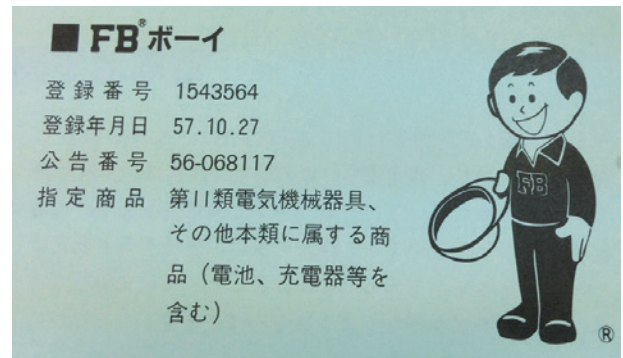 ■ FB®ボーイ
登録番号 1543564
登録年月日 57.10.27
公告番号 56-068117
指定商品 第11類電気機械器具、
その他本類に属する商
品（電池、充電器等を
含む）
FB
®